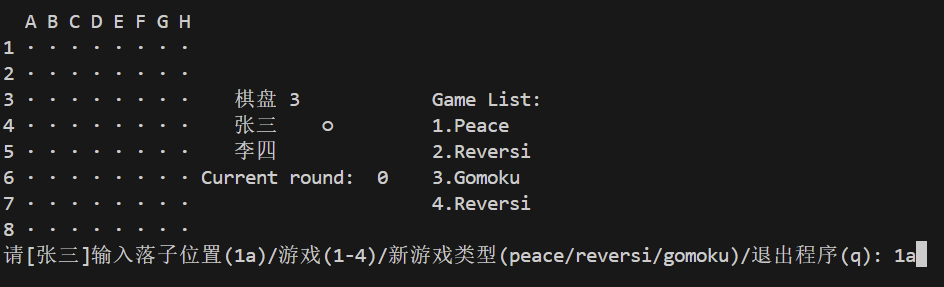 A B C D E F G H
1 · · · · · · · ·
2 · · · · · · · ·
3 · · · · · · · · 棋盘 3 Game List:
4 · · · · · · · · 张三 o 1.Peace
5 · · · · · · · · 李四 2.Reversi
6 · · · · · · · · Current round: 0 3.Gomoku
7 · · · · · · · · 4.Reversi
8 · · · · · · · ·
请[张三]输入落子位置(1a)/游戏(1-4)/新游戏类型(peace/reversi/gomoku)/退出程序(q): 1a